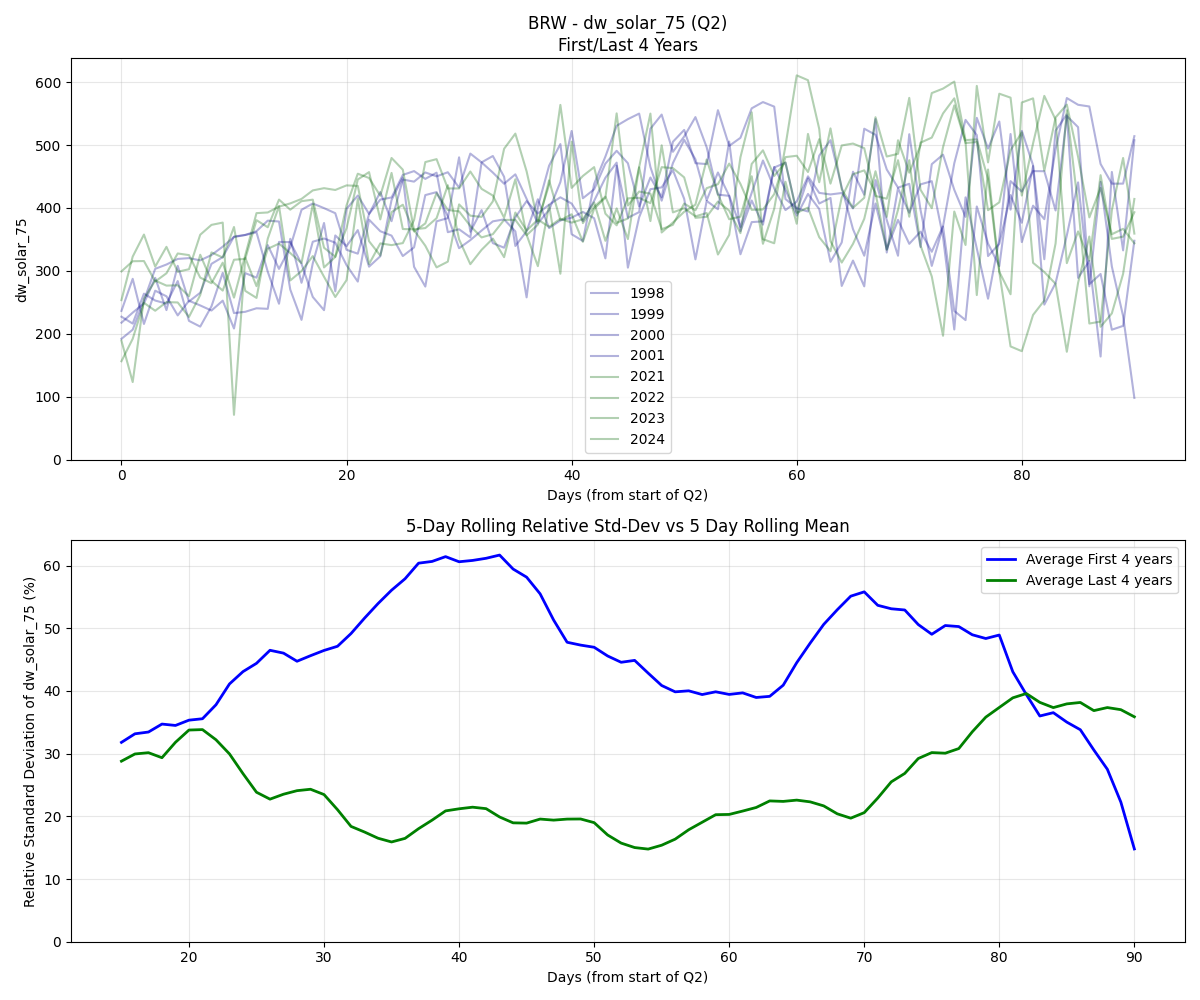 BRW - dw_solar_75 (Q2)
First/Last 4 Years
dw_solar_75
600
500
400
300
200
100
0
1998
1999
2000
2001
2021
2022
2023
2024
0 20 40 60 80
Days (from start of Q2)
5-Day Rolling Relative Std-Dev vs 5 Day Rolling Mean
Relative Standard Deviation of dw_solar_75 (%)
60
50
40
30
20
10
0
Average First 4 years
Average Last 4 years
20 30 40 50 60 70 80 90
Days (from start of Q2)